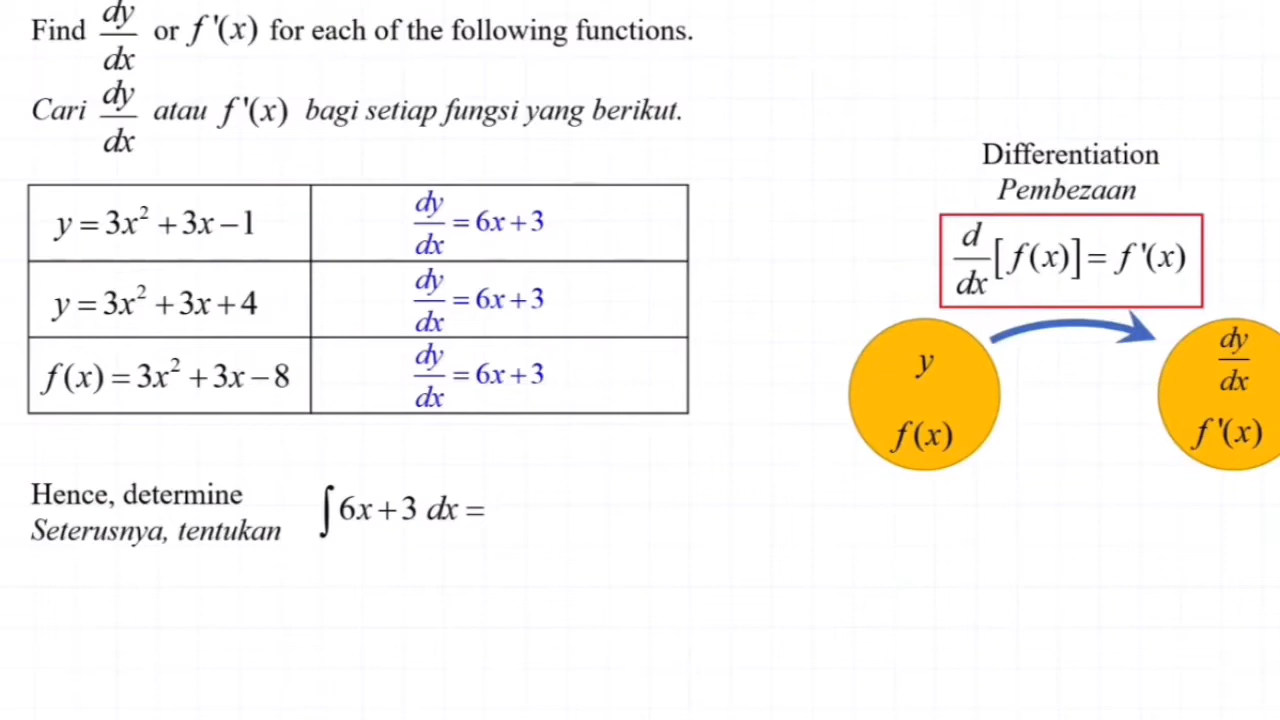 Find dy/dx or f'(x) for each of the following functions.
Cari dy/dx atau f'(x) bagi setiap fungsi yang berikut.
y = 3x² + 3x − 1
dy/dx = 6x + 3
y = 3x² + 3x + 4
dy/dx = 6x + 3
f(x) = 3x² + 3x − 8
dy/dx = 6x + 3
Hence, determine
Seterusnya, tentukan
∫ 6x + 3 dx =
Differentiation
Pembezaan
d/dx [f(x)] = f'(x)
y
f(x)
dy/dx
f'(x)